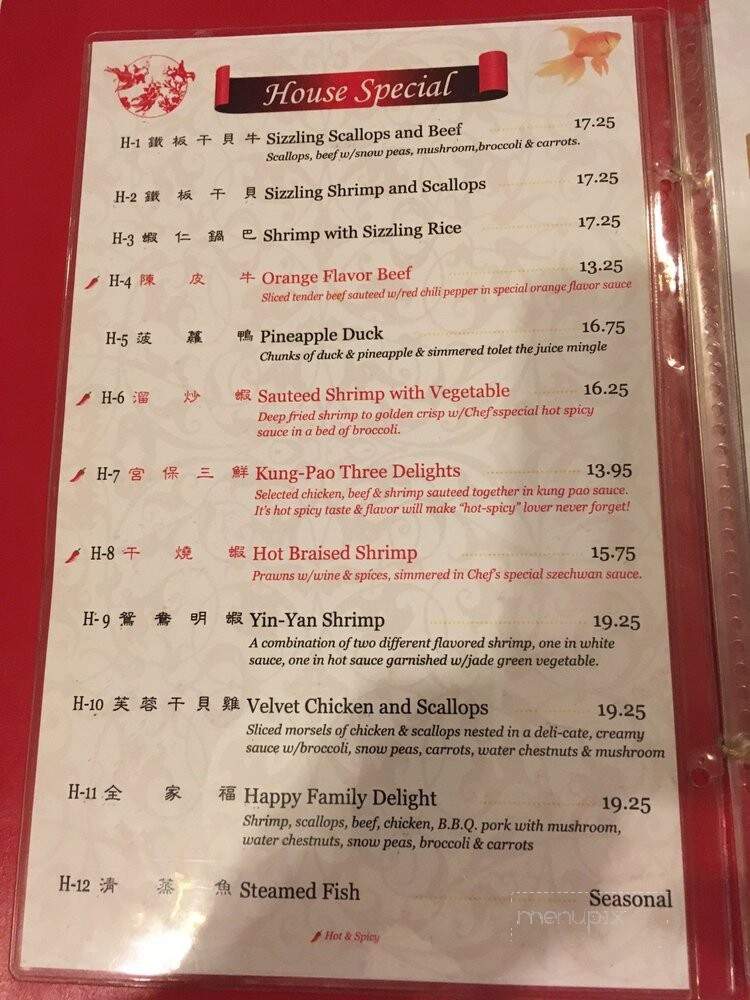 House Special
H-1 鐵板干貝牛 Sizzling Scallops and Beef 17.25
Scallops, beef w/snow peas, mushroom,broccoli & carrots.
H-2 鐵板干貝 Sizzling Shrimp and Scallops 17.25
H-3 蝦仁鍋巴 Shrimp with Sizzling Rice 17.25
H-4 陳皮牛 Orange Flavor Beef 13.25
Sliced tender beef sauteed w/red chili pepper in special orange flavor sauce
H-5 菠蘿鴨 Pineapple Duck 16.75
Chunks of duck & pineapple & simmered tolet the juice mingle
H-6 溜炒蝦 Sauteed Shrimp with Vegetable 16.25
Deep fried shrimp to golden crisp w/Chef'sspecial hot spicy
sauce in a bed of broccoli.
H-7 宮保三鮮 Kung-Pao Three Delights 13.95
Selected chicken, beef & shrimp sauteed together in kung pao sauce.
It's hot spicy taste & flavor will make "hot-spicy" lover never forget!
H-8 干燒蝦 Hot Braised Shrimp 15.75
Prawns w/wine & spices, simmered in Chef's special szechwan sauce.
H-9 鴛鴦明蝦 Yin-Yan Shrimp 19.25
A combination of two different flavored shrimp, one in white
sauce, one in hot sauce garnished w/jade green vegetable.
H-10 芙蓉干貝雞 Velvet Chicken and Scallops 19.25
Sliced morsels of chicken & scallops nested in a deli-cate, creamy
sauce w/broccoli, snow peas, carrots, water chestnuts & mushroom
H-11 全家福 Happy Family Delight 19.25
Shrimp, scallops, beef, chicken, B.B.Q. pork with mushroom,
water chestnuts, snow peas, broccoli & carrots
H-12 清蒸魚 Steamed Fish Seasonal
menupix
Hot & Spicy